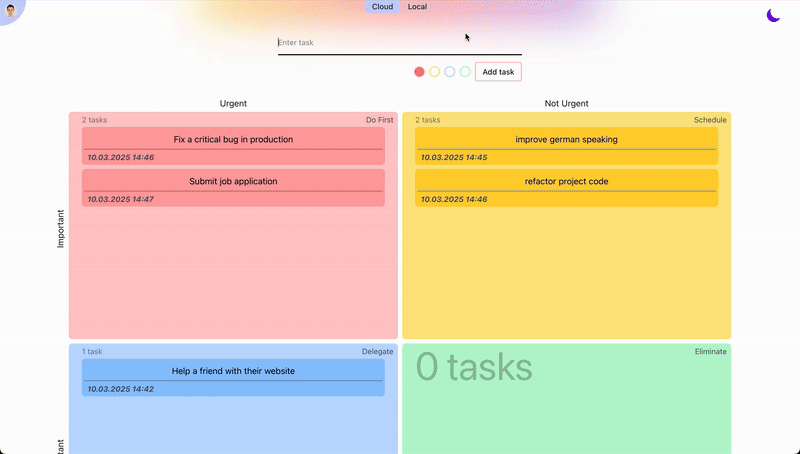 Cloud Local
Enter task
Add task
Urgent
Not Urgent
Important
2 tasks
Do First
Fix a critical bug in production
10.03.2025 14:46
Submit job application
10.03.2025 14:47
2 tasks
Schedule
improve german speaking
10.03.2025 14:45
refactor project code
10.03.2025 14:46
1 task
Delegate
Help a friend with their website
10.03.2025 14:42
0 tasks
Eliminate